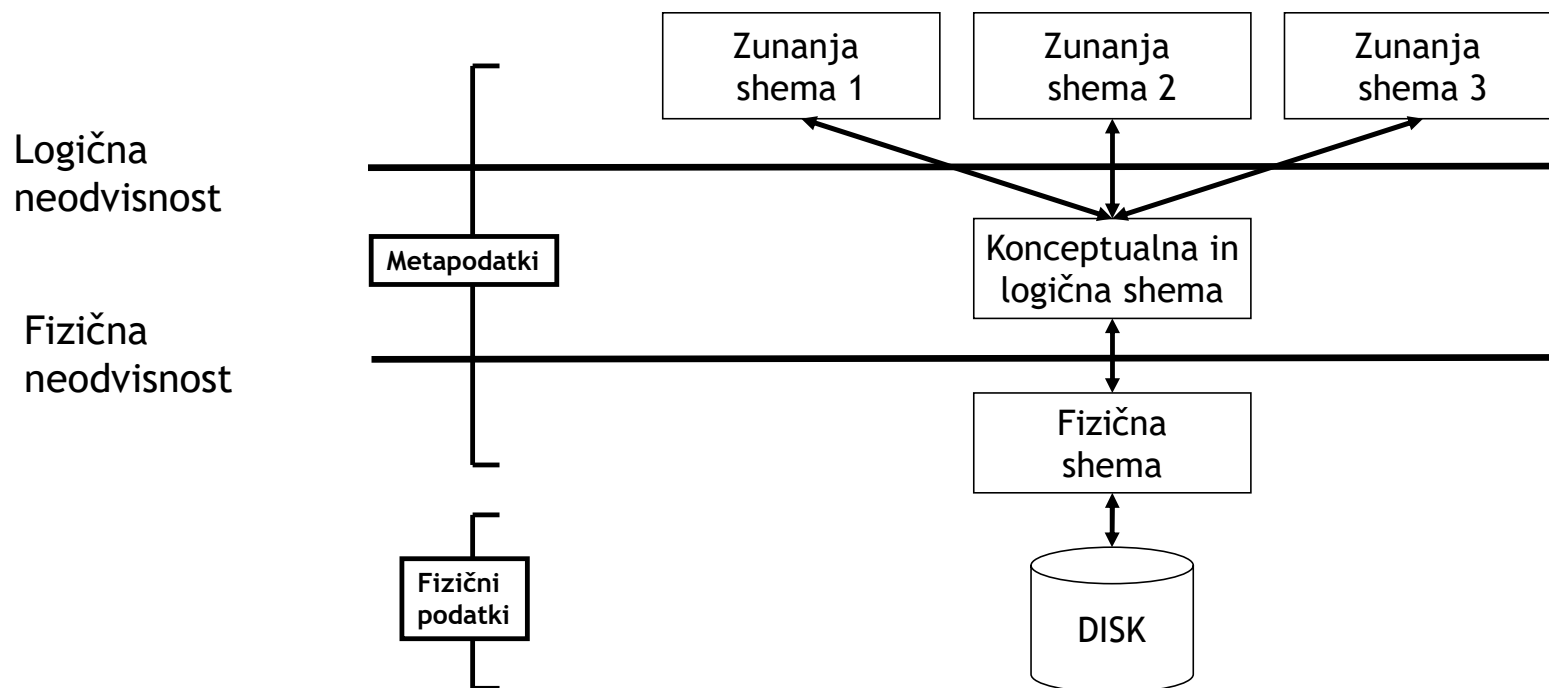 Zunanja
shema 1
Zunanja
shema 2
Zunanja
shema 3
Logična
neodvisnost
Metapodatki
Konceptualna in
logična shema
Fizična
neodvisnost
Fizična
shema
Fizični
podatki
DISK